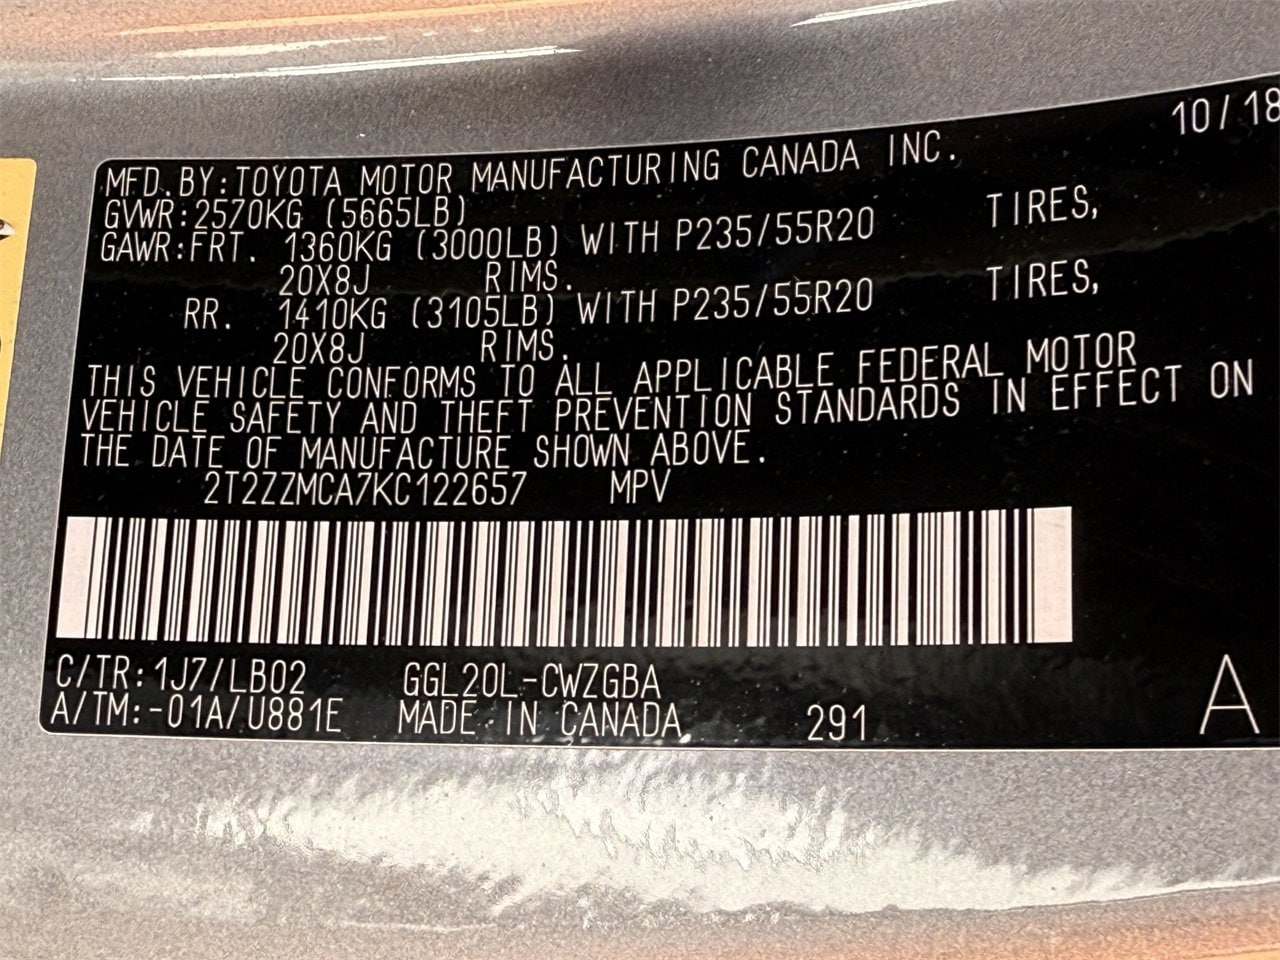 10/18
MFD.BY:TOYOTA MOTOR MANUFACTURING CANADA INC.
GVWR:2570KG (5665LB)
GAWR:FRT. 1360KG (3000LB) WITH P235/55R20 TIRES,
20X8J RIMS.
RR. 1410KG (3105LB) WITH P235/55R20 TIRES,
20X8J RIMS.
THIS VEHICLE CONFORMS TO ALL APPLICABLE FEDERAL MOTOR
VEHICLE SAFETY AND THEFT PREVENTION STANDARDS IN EFFECT ON
THE DATE OF MANUFACTURE SHOWN ABOVE.
2T2ZZMCA7KC122657 MPV
C/TR:1J7/LB02 GGL20L-CWZGBA
A/TM:-01A/U881E MADE IN CANADA 291 A